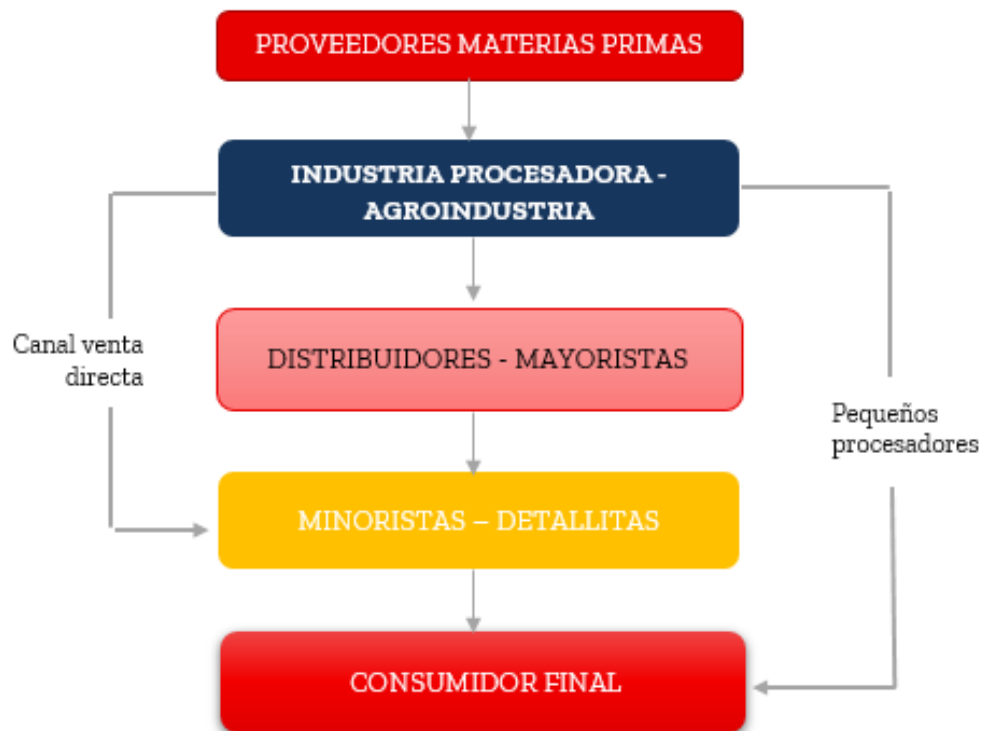 PROVEEDORES MATERIAS PRIMAS
INDUSTRIA PROCESADORA -
AGROINDUSTRIA
Canal venta
directa
DISTRIBUIDORES - MAYORISTAS
Pequeños
procesadores
MINORISTAS – DETALLITAS
CONSUMIDOR FINAL